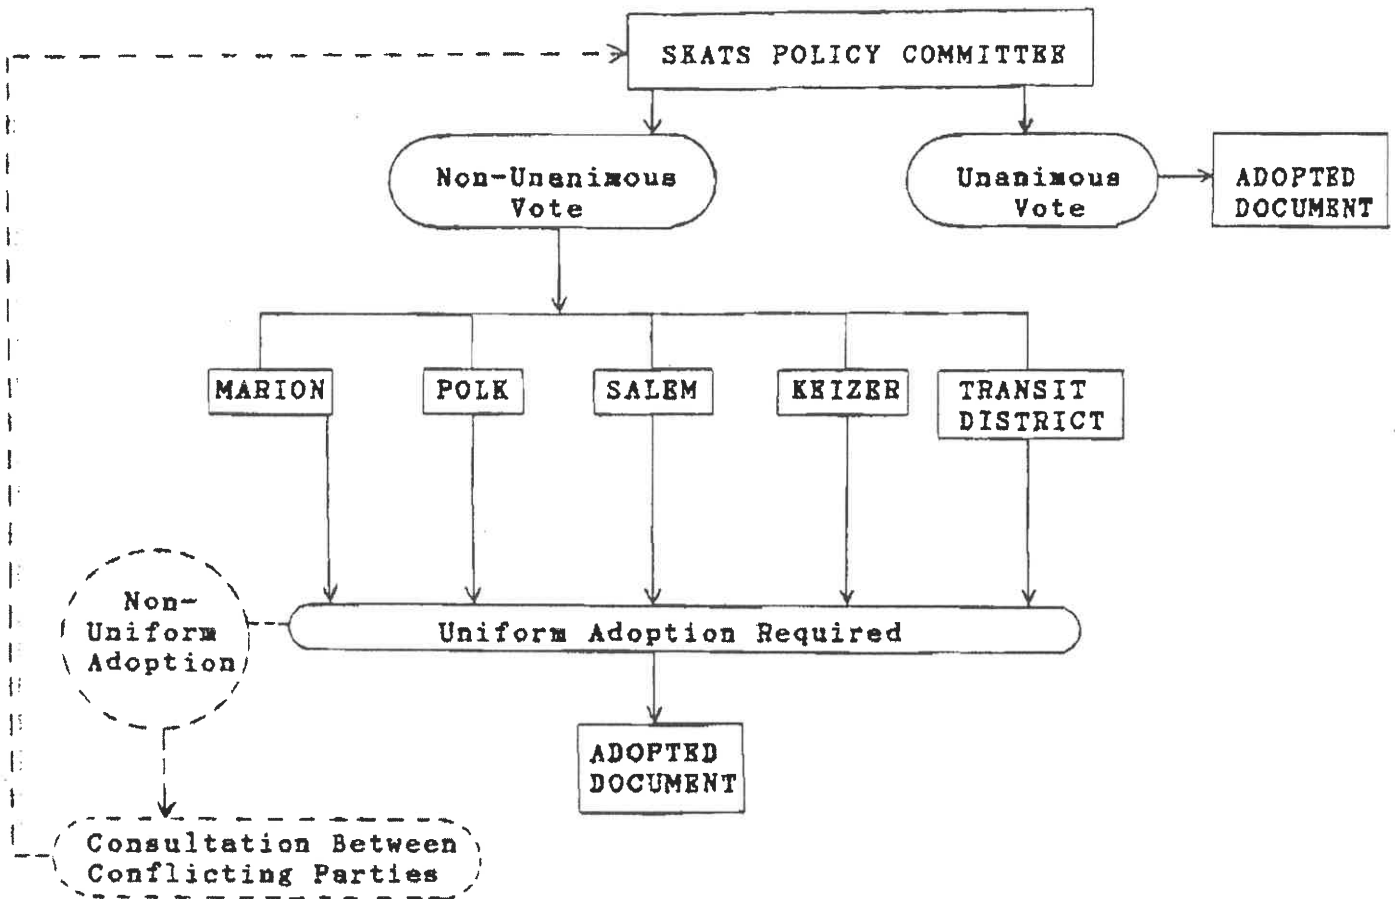 SKATS POLICY COMMITTEE
Non-Unanimous
Vote
Unanimous
Vote
ADOPTED
DOCUMENT
MARION
POLK
SALEM
KEIZER
TRANSIT
DISTRICT
Non-
Uniform
Adoption
Uniform Adoption Required
ADOPTED
DOCUMENT
Consultation Between
Conflicting Parties